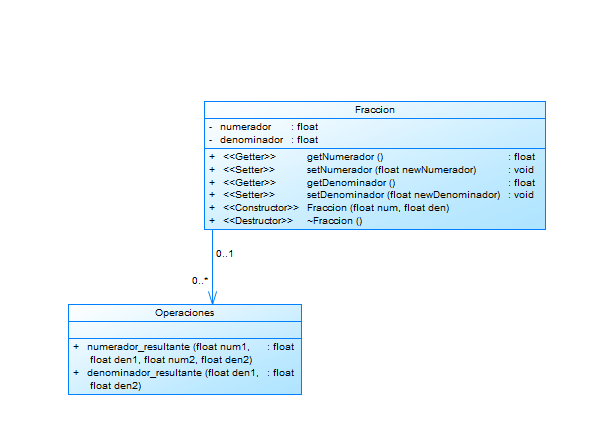 Fraccion
- numerador : float
- denominador : float
+ <<Getter>> getNumerador () : float
+ <<Setter>> setNumerador (float newNumerador) : void
+ <<Getter>> getDenominador () : float
+ <<Setter>> setDenominador (float newDenominador) : void
+ <<Constructor>> Fraccion (float num, float den)
+ <<Destructor>> ~Fraccion ()
0..1
0..*
Operaciones
+ numerador_resultante (float num1, : float
float den1, float num2, float den2)
+ denominador_resultante (float den1, : float
float den2)